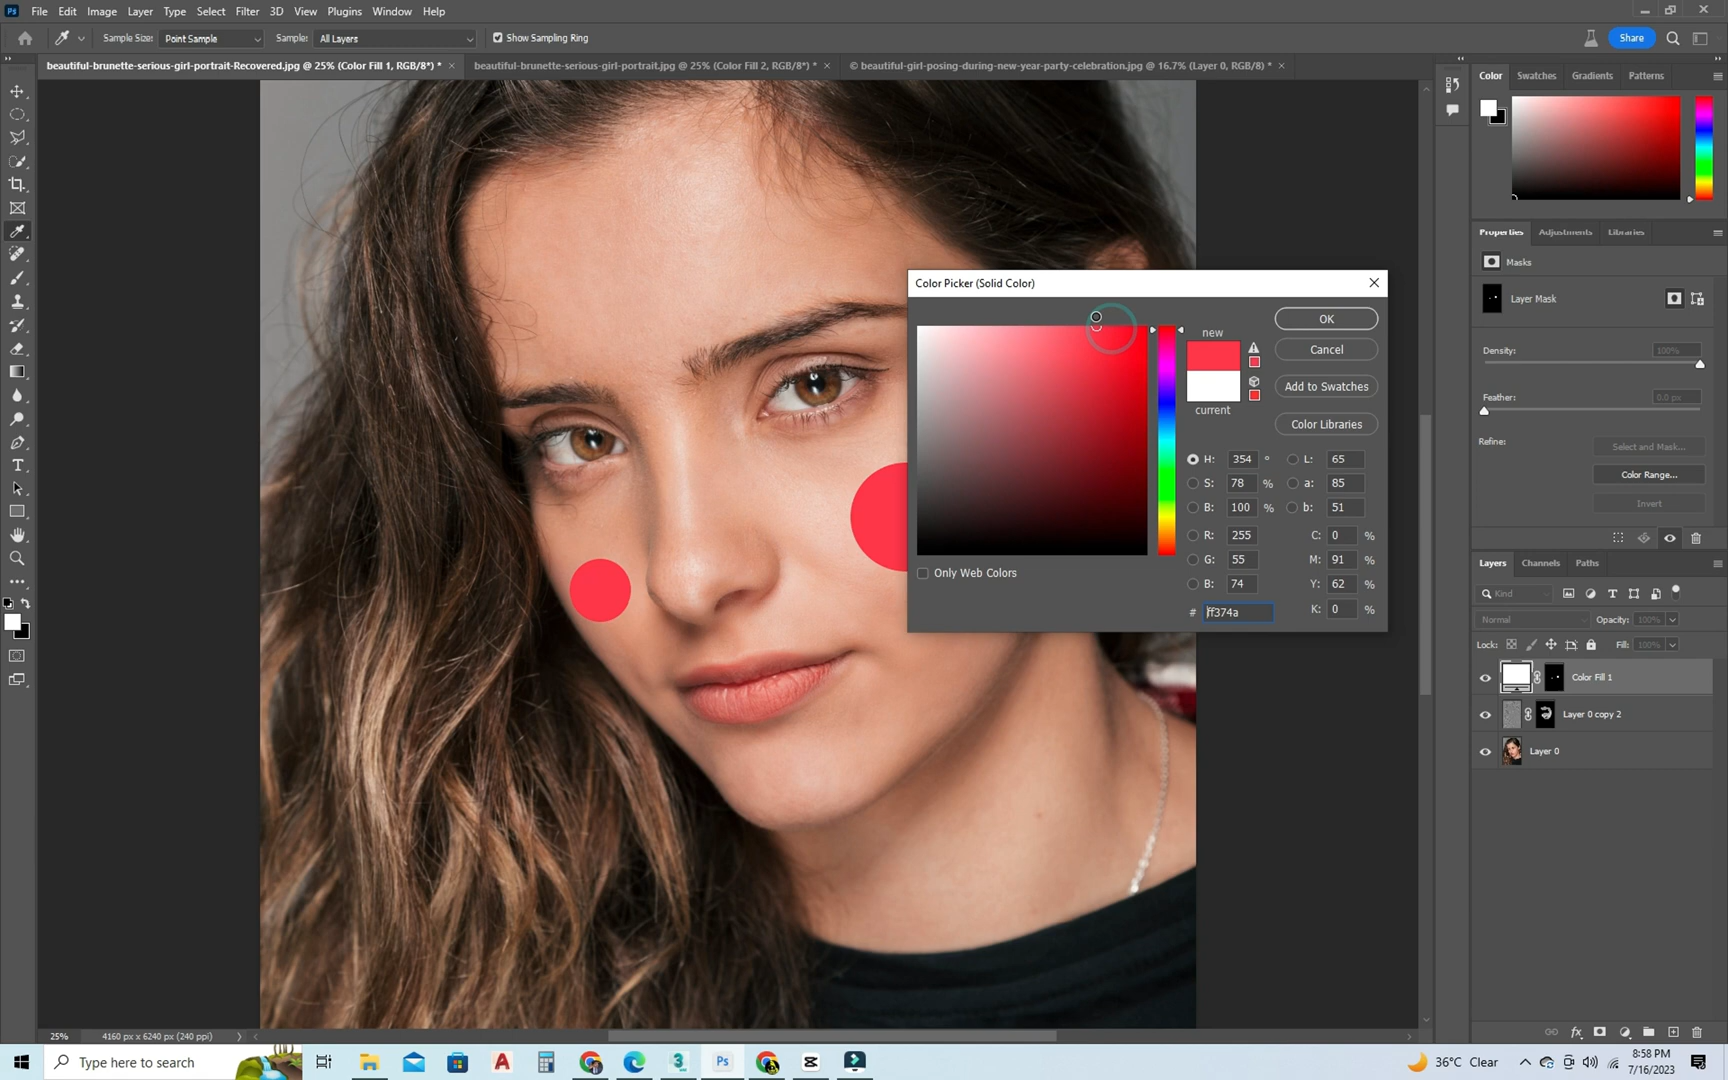 Ps File Edit Image Layer Type Select Filter 3D View Plugins Window Help
Sample Size: Point Sample Sample: All Layers Show Sampling Ring Share
beautiful-brunette-serious-girl-portrait-Recovered.jpg @ 25% (Color Fill 1, RGB/8*) * × beautiful-brunette-serious-girl-portrait.jpg @ 25% (Color Fill 2, RGB/8*) * × © beautiful-girl-posing-during-new-year-party-celebration.jpg @ 16.7% (Layer 0, RGB/8) * ×
Color Swatches Gradients Patterns
Properties Adjustments Libraries
Masks
Layer Mask
Density: 100%
Feather: 0.0 px
Refine: Select and Mask...
Color Range...
Invert
Color Picker (Solid Color)
new
current
OK
Cancel
Add to Swatches
Color Libraries
H: 354 ° L: 65
S: 78 % a: 85
B: 100 % b: 51
R: 255 C: 0 %
G: 55 M: 91 %
B: 74 Y: 62 %
# ff374a K: 0 %
Only Web Colors
Layers Channels Paths
Kind
Normal Opacity: 100%
Lock: Fill: 100%
Color Fill 1
Layer 0 copy 2
Layer 0
25% 4160 px x 6240 px (240 ppi)
Type here to search
36°C Clear
8:58 PM
7/16/2023